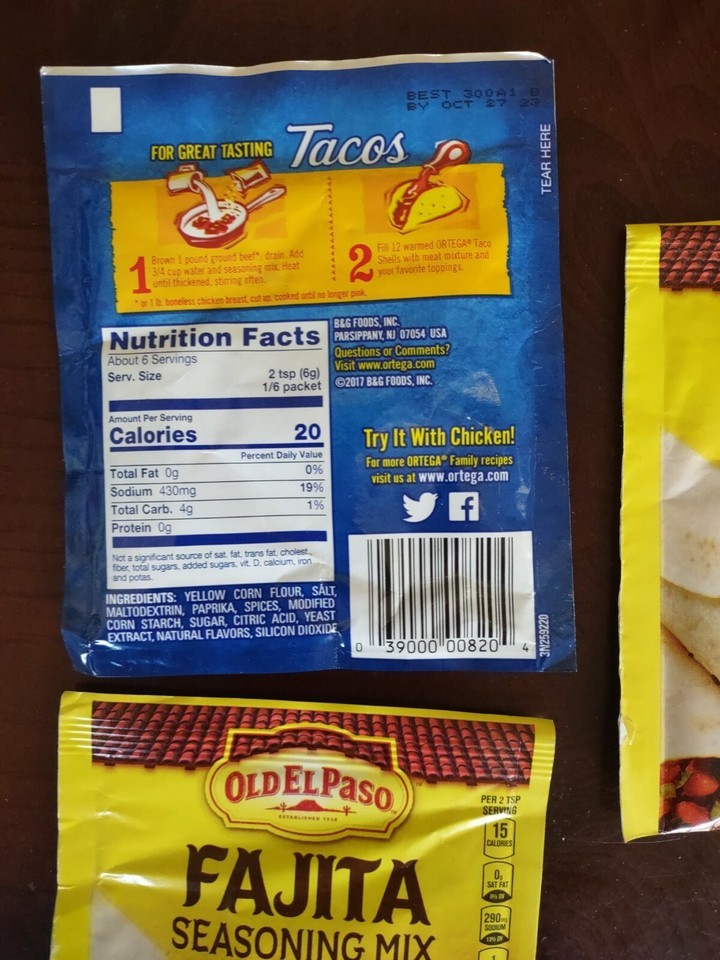 BEST 300A1 B
BY OCT 27 23
TEAR HERE
FOR GREAT TASTING Tacos
1 Brown 1 pound ground beef*; drain. Add
3/4 cup water and seasoning mix. Heat
until thickened, stirring often.
2 Fill 12 warmed ORTEGA® Taco
Shells with meat mixture and
your favorite toppings.
* or 1 lb. boneless chicken breast, cut up, cooked until no longer pink.
Nutrition Facts
About 6 Servings
Serv. Size 2 tsp (6g)
1/6 packet
Amount Per Serving
Calories 20
Percent Daily Value
Total Fat 0g 0%
Sodium 430mg 19%
Total Carb. 4g 1%
Protein 0g
Not a significant source of sat. fat, trans fat, cholest.,
fiber, total sugars, added sugars, vit. D, calcium, iron
and potas.
INGREDIENTS: YELLOW CORN FLOUR, SALT,
MALTODEXTRIN, PAPRIKA, SPICES, MODIFIED
CORN STARCH, SUGAR, CITRIC ACID, YEAST
EXTRACT, NATURAL FLAVORS, SILICON DIOXIDE
B&G FOODS, INC.
PARSIPPANY, NJ 07054 USA
Questions or Comments?
Visit www.ortega.com
©2017 B&G FOODS, INC.
Try It With Chicken!
For more ORTEGA® Family recipes
visit us at www.ortega.com
0 39000 00820 4
3N259220
OLD EL PASO™
ESTABLISHED 1938
FAJITA
SEASONING MIX
PER 2 TSP
SERVING
15
CALORIES
0g
SAT FAT
0% DV
290mg
SODIUM
13% DV
1